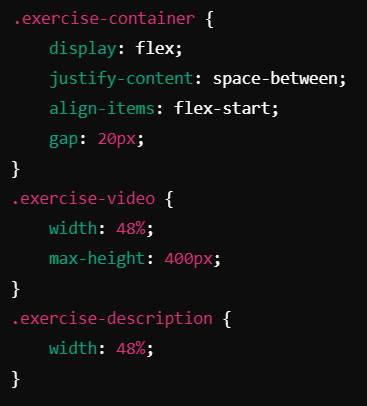 .exercise-container {
    display: flex;
    justify-content: space-between;
    align-items: flex-start;
    gap: 20px;
}
.exercise-video {
    width: 48%;
    max-height: 400px;
}
.exercise-description {
    width: 48%;
}